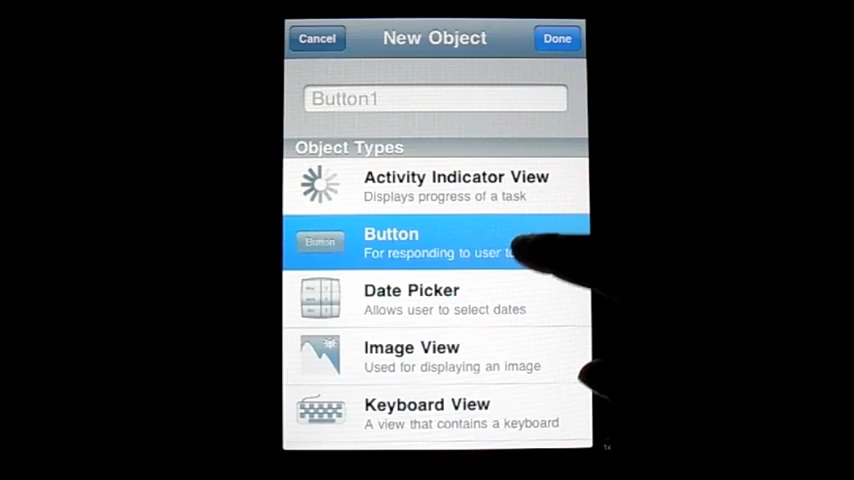 Cancel New Object Done
Button1
Object Types
Activity Indicator View
Displays progress of a task
Button
Button
For responding to user
Date Picker
Allows user to select dates
Image View
Used for displaying an image
Keyboard View
A view that contains a keyboard
1x